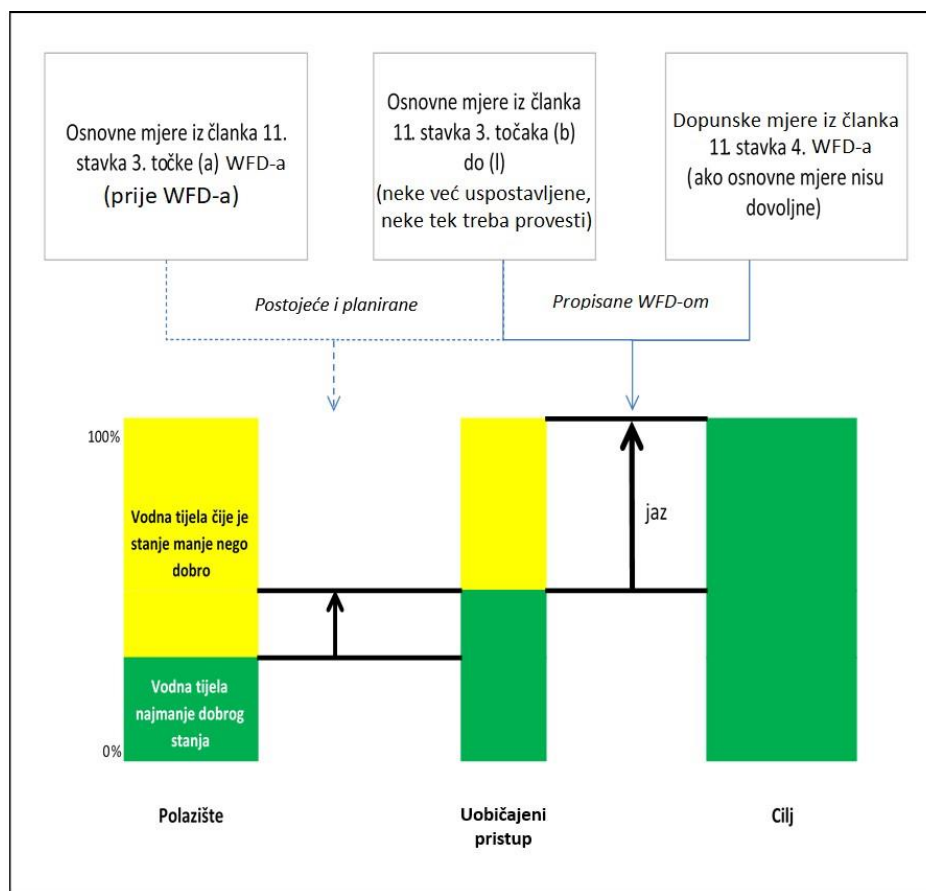 Osnovne mjere iz članka 11.
stavka 3. točke (a) WFD-a
(prije WFD-a)
Osnovne mjere iz članka
11. stavka 3. točaka (b)
do (l)
(neke već uspostavljene,
neke tek treba provesti)
Dopunske mjere iz članka
11 stavka 4. WFD-a
(ako osnovne mjere nisu
dovoljne)
Postojeće i planirane
Propisane WFD-om
100%
Vodna tijela čije je
stanje manje nego
dobro
jaz
Vodna tijela
najmanje dobrog
stanja
0%
Polazište
Uobičajeni
pristup
Cilj